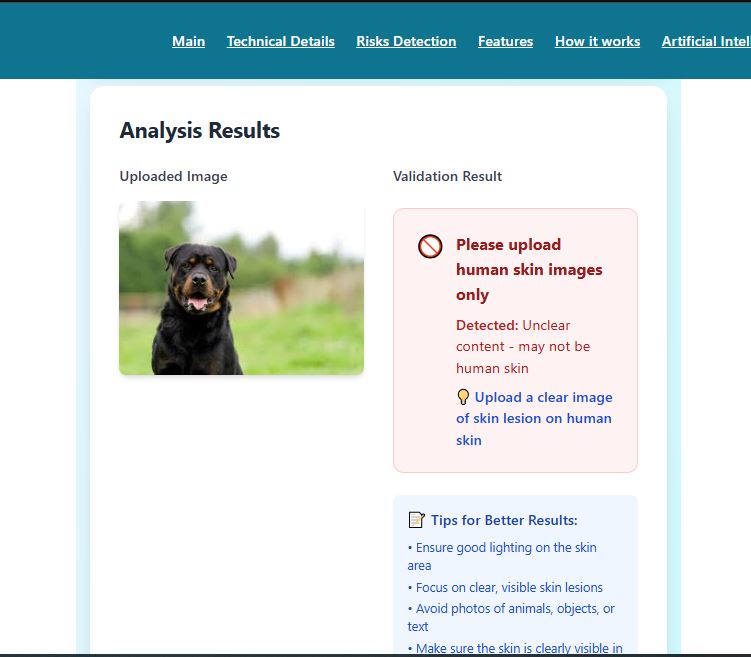 Main Technical Details Risks Detection Features How it works Artificial Intel
Analysis Results
Uploaded Image
Validation Result
Please upload
human skin images
only
Detected: Unclear
content - may not be
human skin
Upload a clear image
of skin lesion on human
skin
Tips for Better Results:
• Ensure good lighting on the skin
area
• Focus on clear, visible skin lesions
• Avoid photos of animals, objects, or
text
• Make sure the skin is clearly visible in